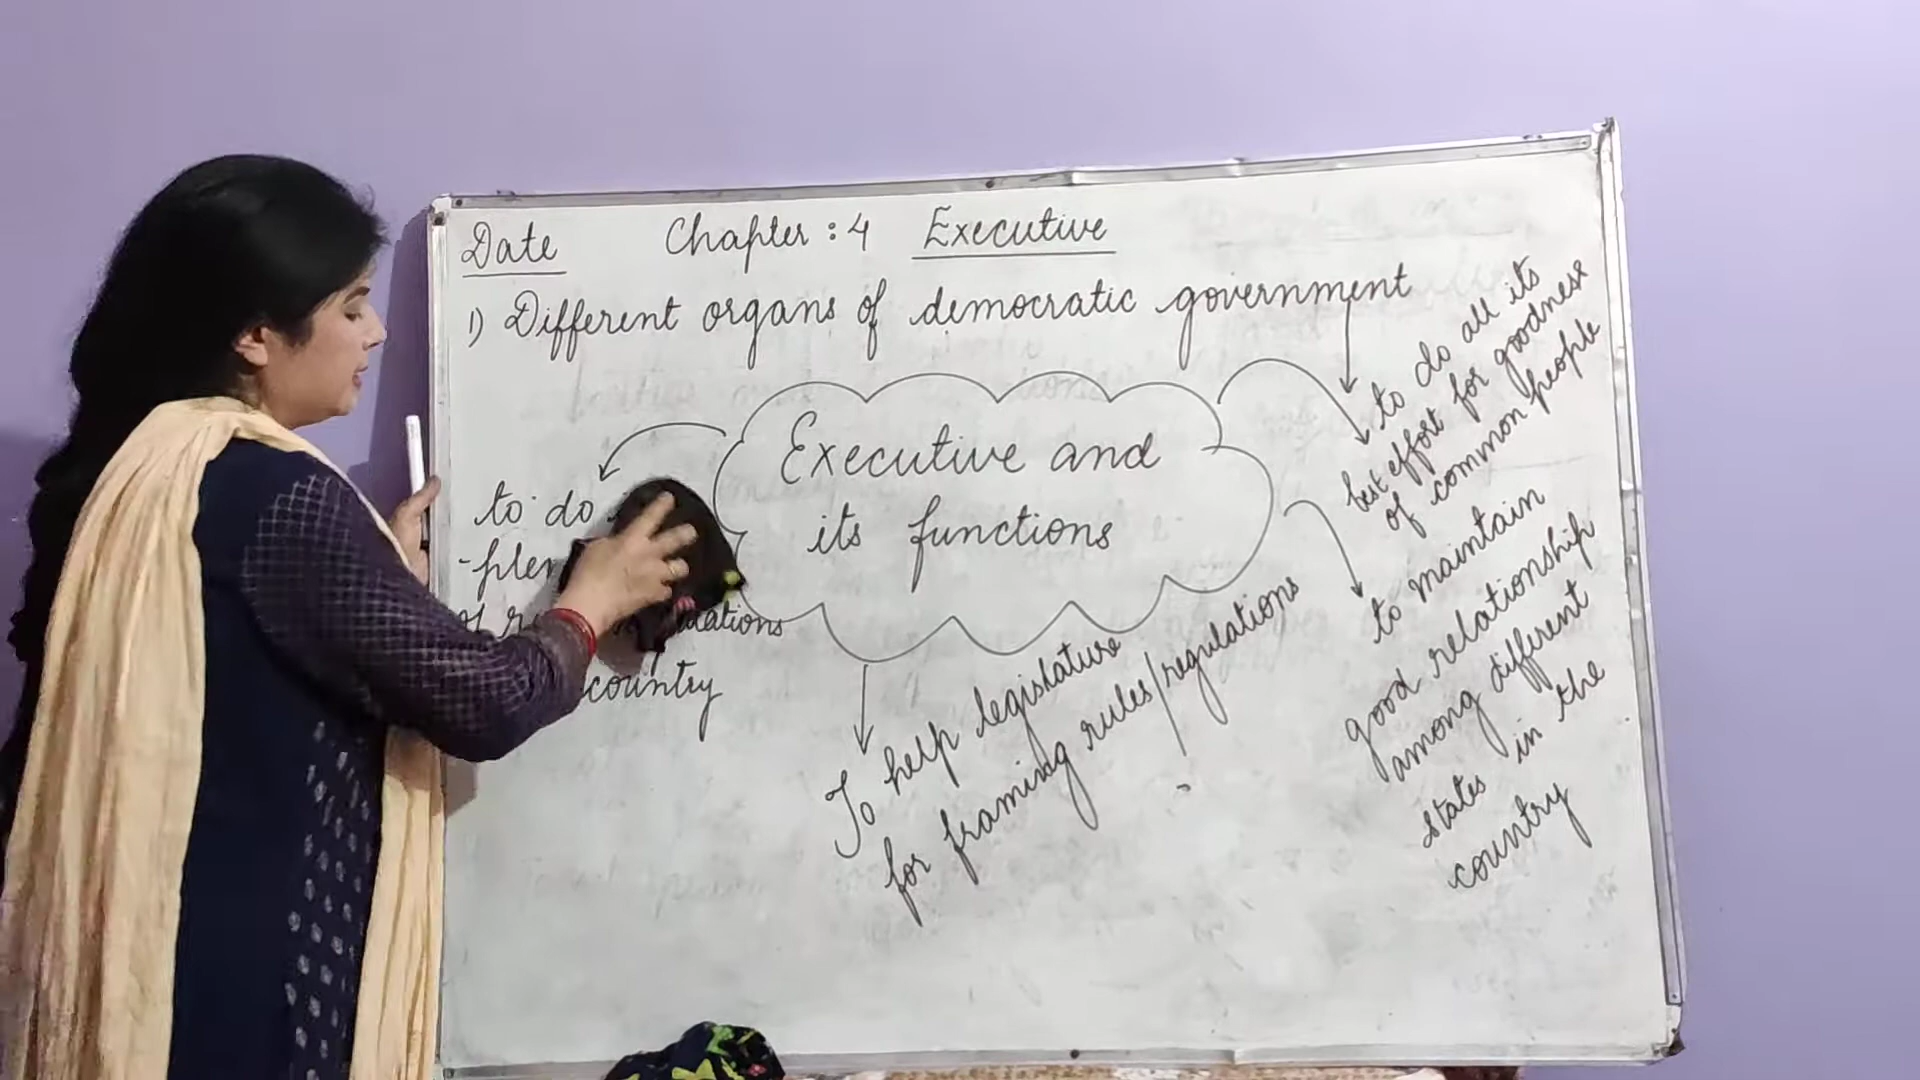 Date Chapter : 4 Executive
1) Different organs of democratic government
Executive and
its functions
to do
of
country
to do all its
best effort for goodness
of common people
to maintain
good relationship
among different
states in the
country
To help legislature
for framing rules/regulations